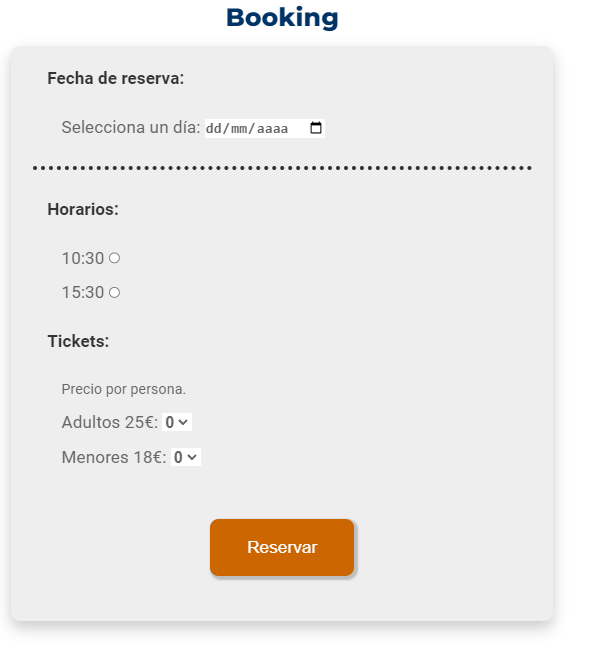 Booking
Fecha de reserva:
Selecciona un día: dd/mm/aaaa
Horarios:
10:30
15:30
Tickets:
Precio por persona.
Adultos 25€: 0
Menores 18€: 0
Reservar